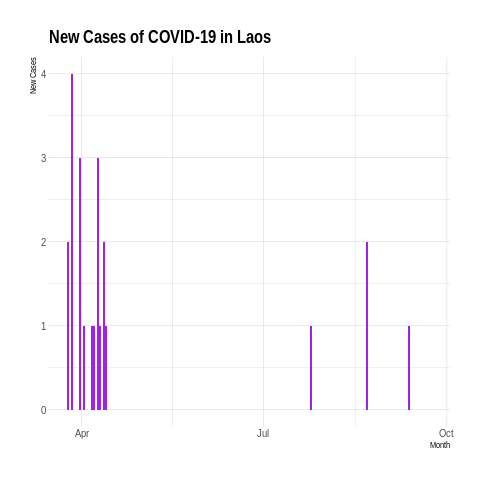 New Cases of COVID-19 in Laos
New Cases
4
3
2
1
0
Apr
Jul
Oct
Month